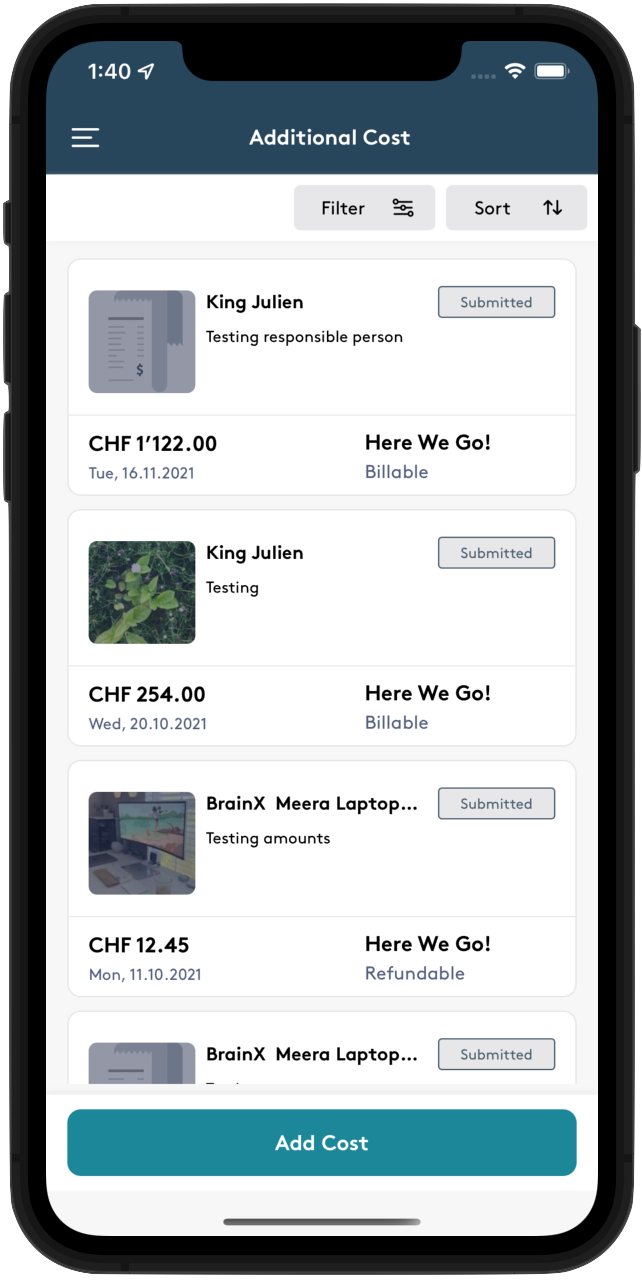 1:40
Additional Cost
Filter
Sort
King Julien
Submitted
Testing responsible person
$
CHF 1’122.00
Here We Go!
Tue, 16.11.2021
Billable
King Julien
Submitted
Testing
CHF 254.00
Here We Go!
Wed, 20.10.2021
Billable
BrainX  Meera Laptop...
Submitted
Testing amounts
CHF 12.45
Here We Go!
Mon, 11.10.2021
Refundable
BrainX  Meera Laptop...
Submitted
Add Cost